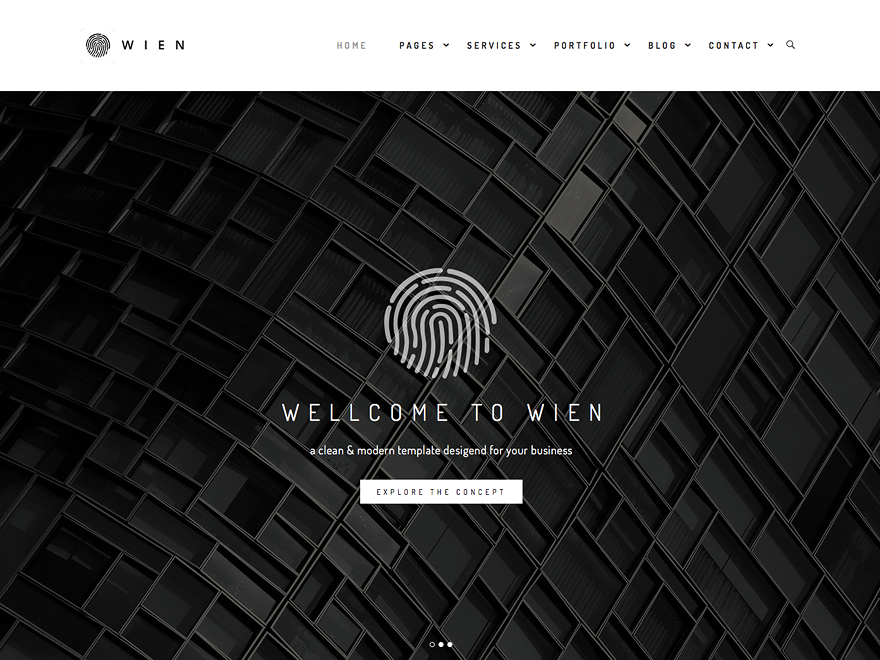 WIEN
HOME PAGES SERVICES PORTFOLIO BLOG CONTACT
WELLCOME TO WIEN
a clean & modern template desigend for your business
EXPLORE THE CONCEPT